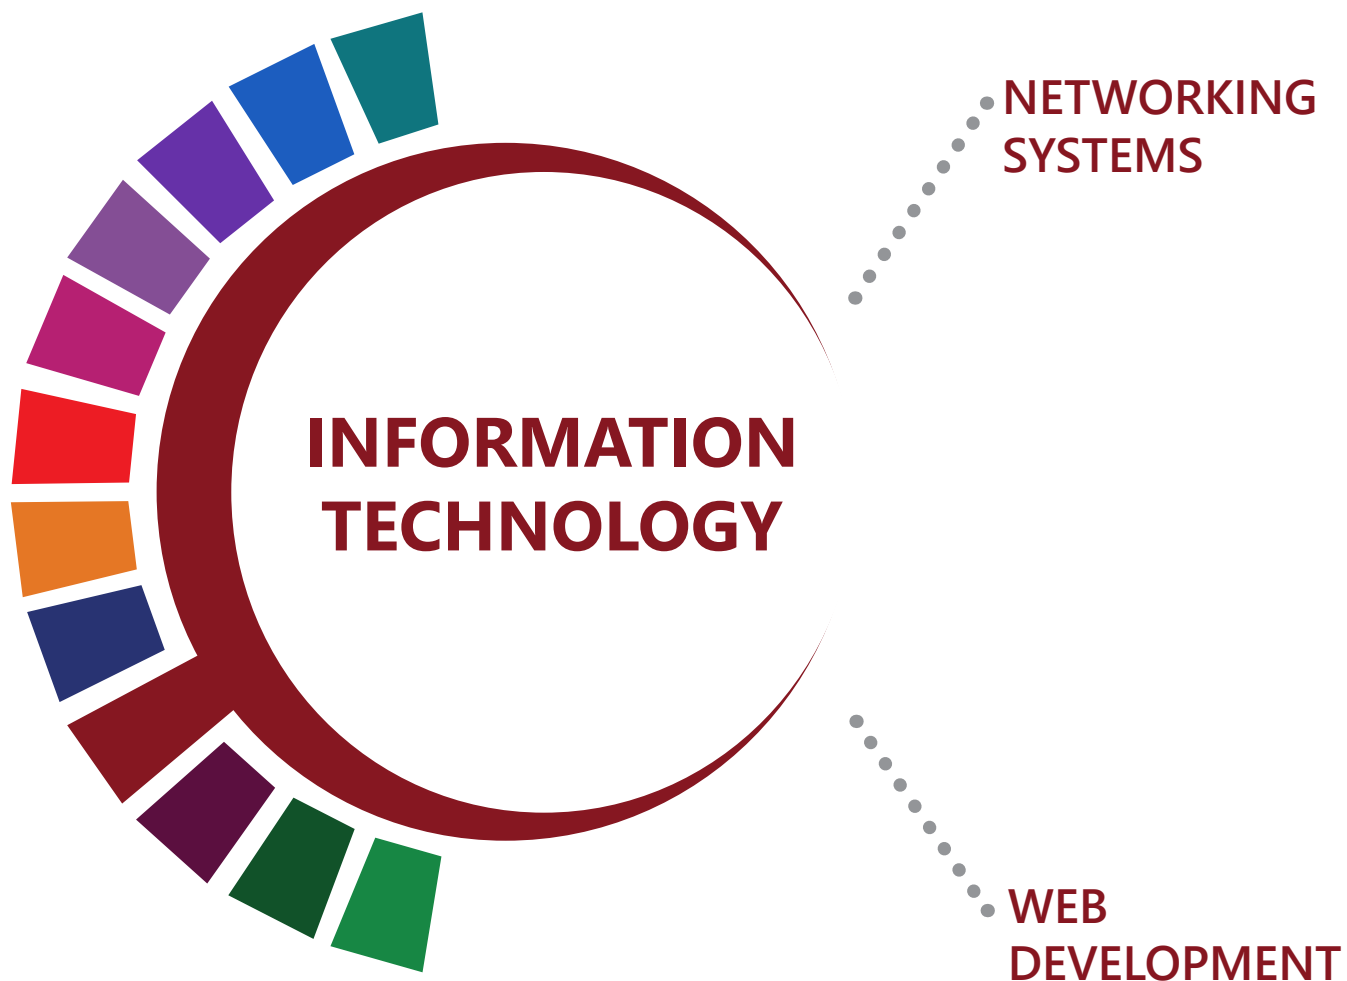 NETWORKING
SYSTEMS
INFORMATION
TECHNOLOGY
WEB
DEVELOPMENT